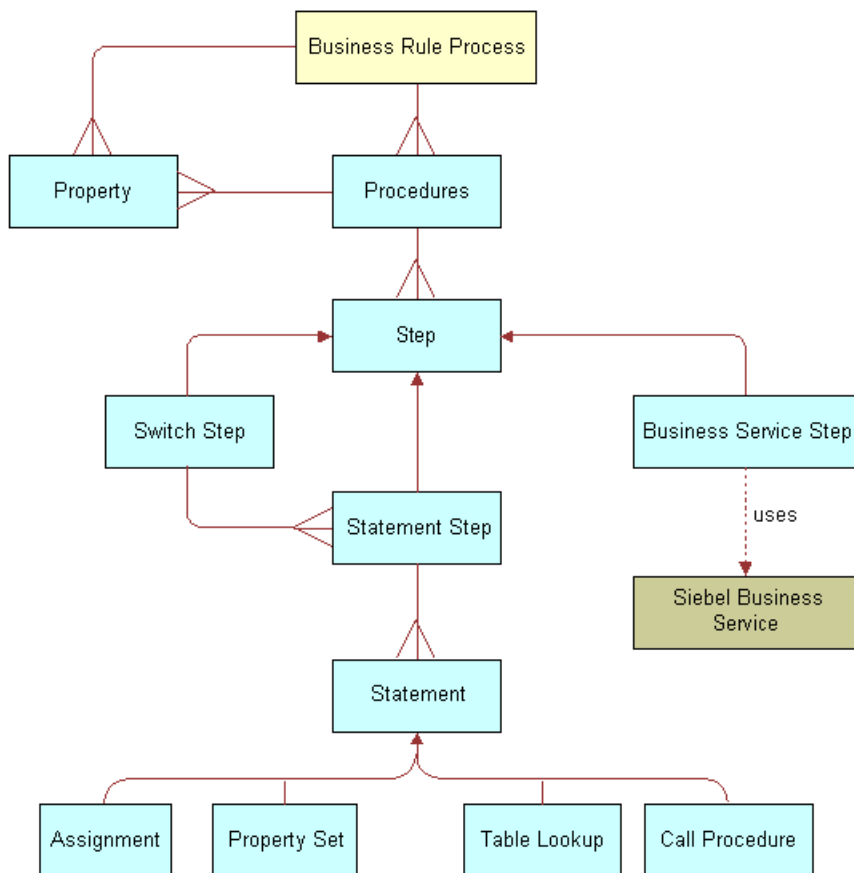 Business Rule Process
Property
Procedures
Step
Switch Step
Business Service Step
Statement Step
uses
Siebel Business
Service
Statement
Assignment
Property Set
Table Lookup
Call Procedure